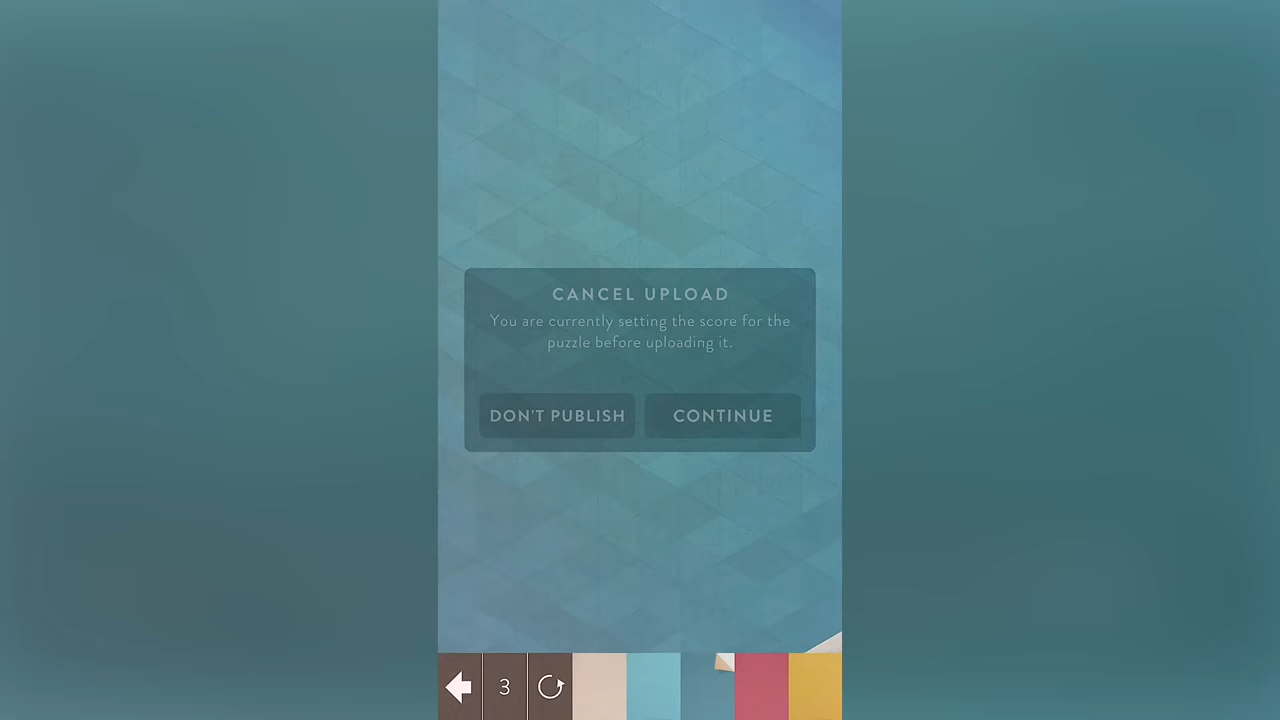 CANCEL UPLOAD
You are currently setting the score for the
puzzle before uploading it.
DON'T PUBLISH
CONTINUE
3